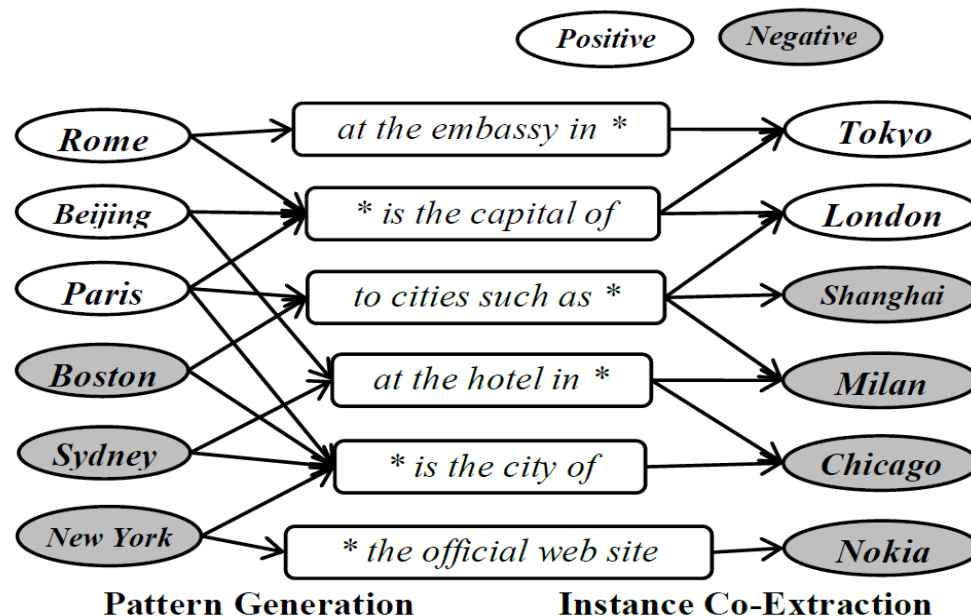 Positive Negative
Rome at the embassy in * Tokyo
Beijing * is the capital of London
Paris to cities such as * Shanghai
Boston at the hotel in * Milan
Sydney * is the city of Chicago
New York * the official web site Nokia
Pattern Generation Instance Co-Extraction